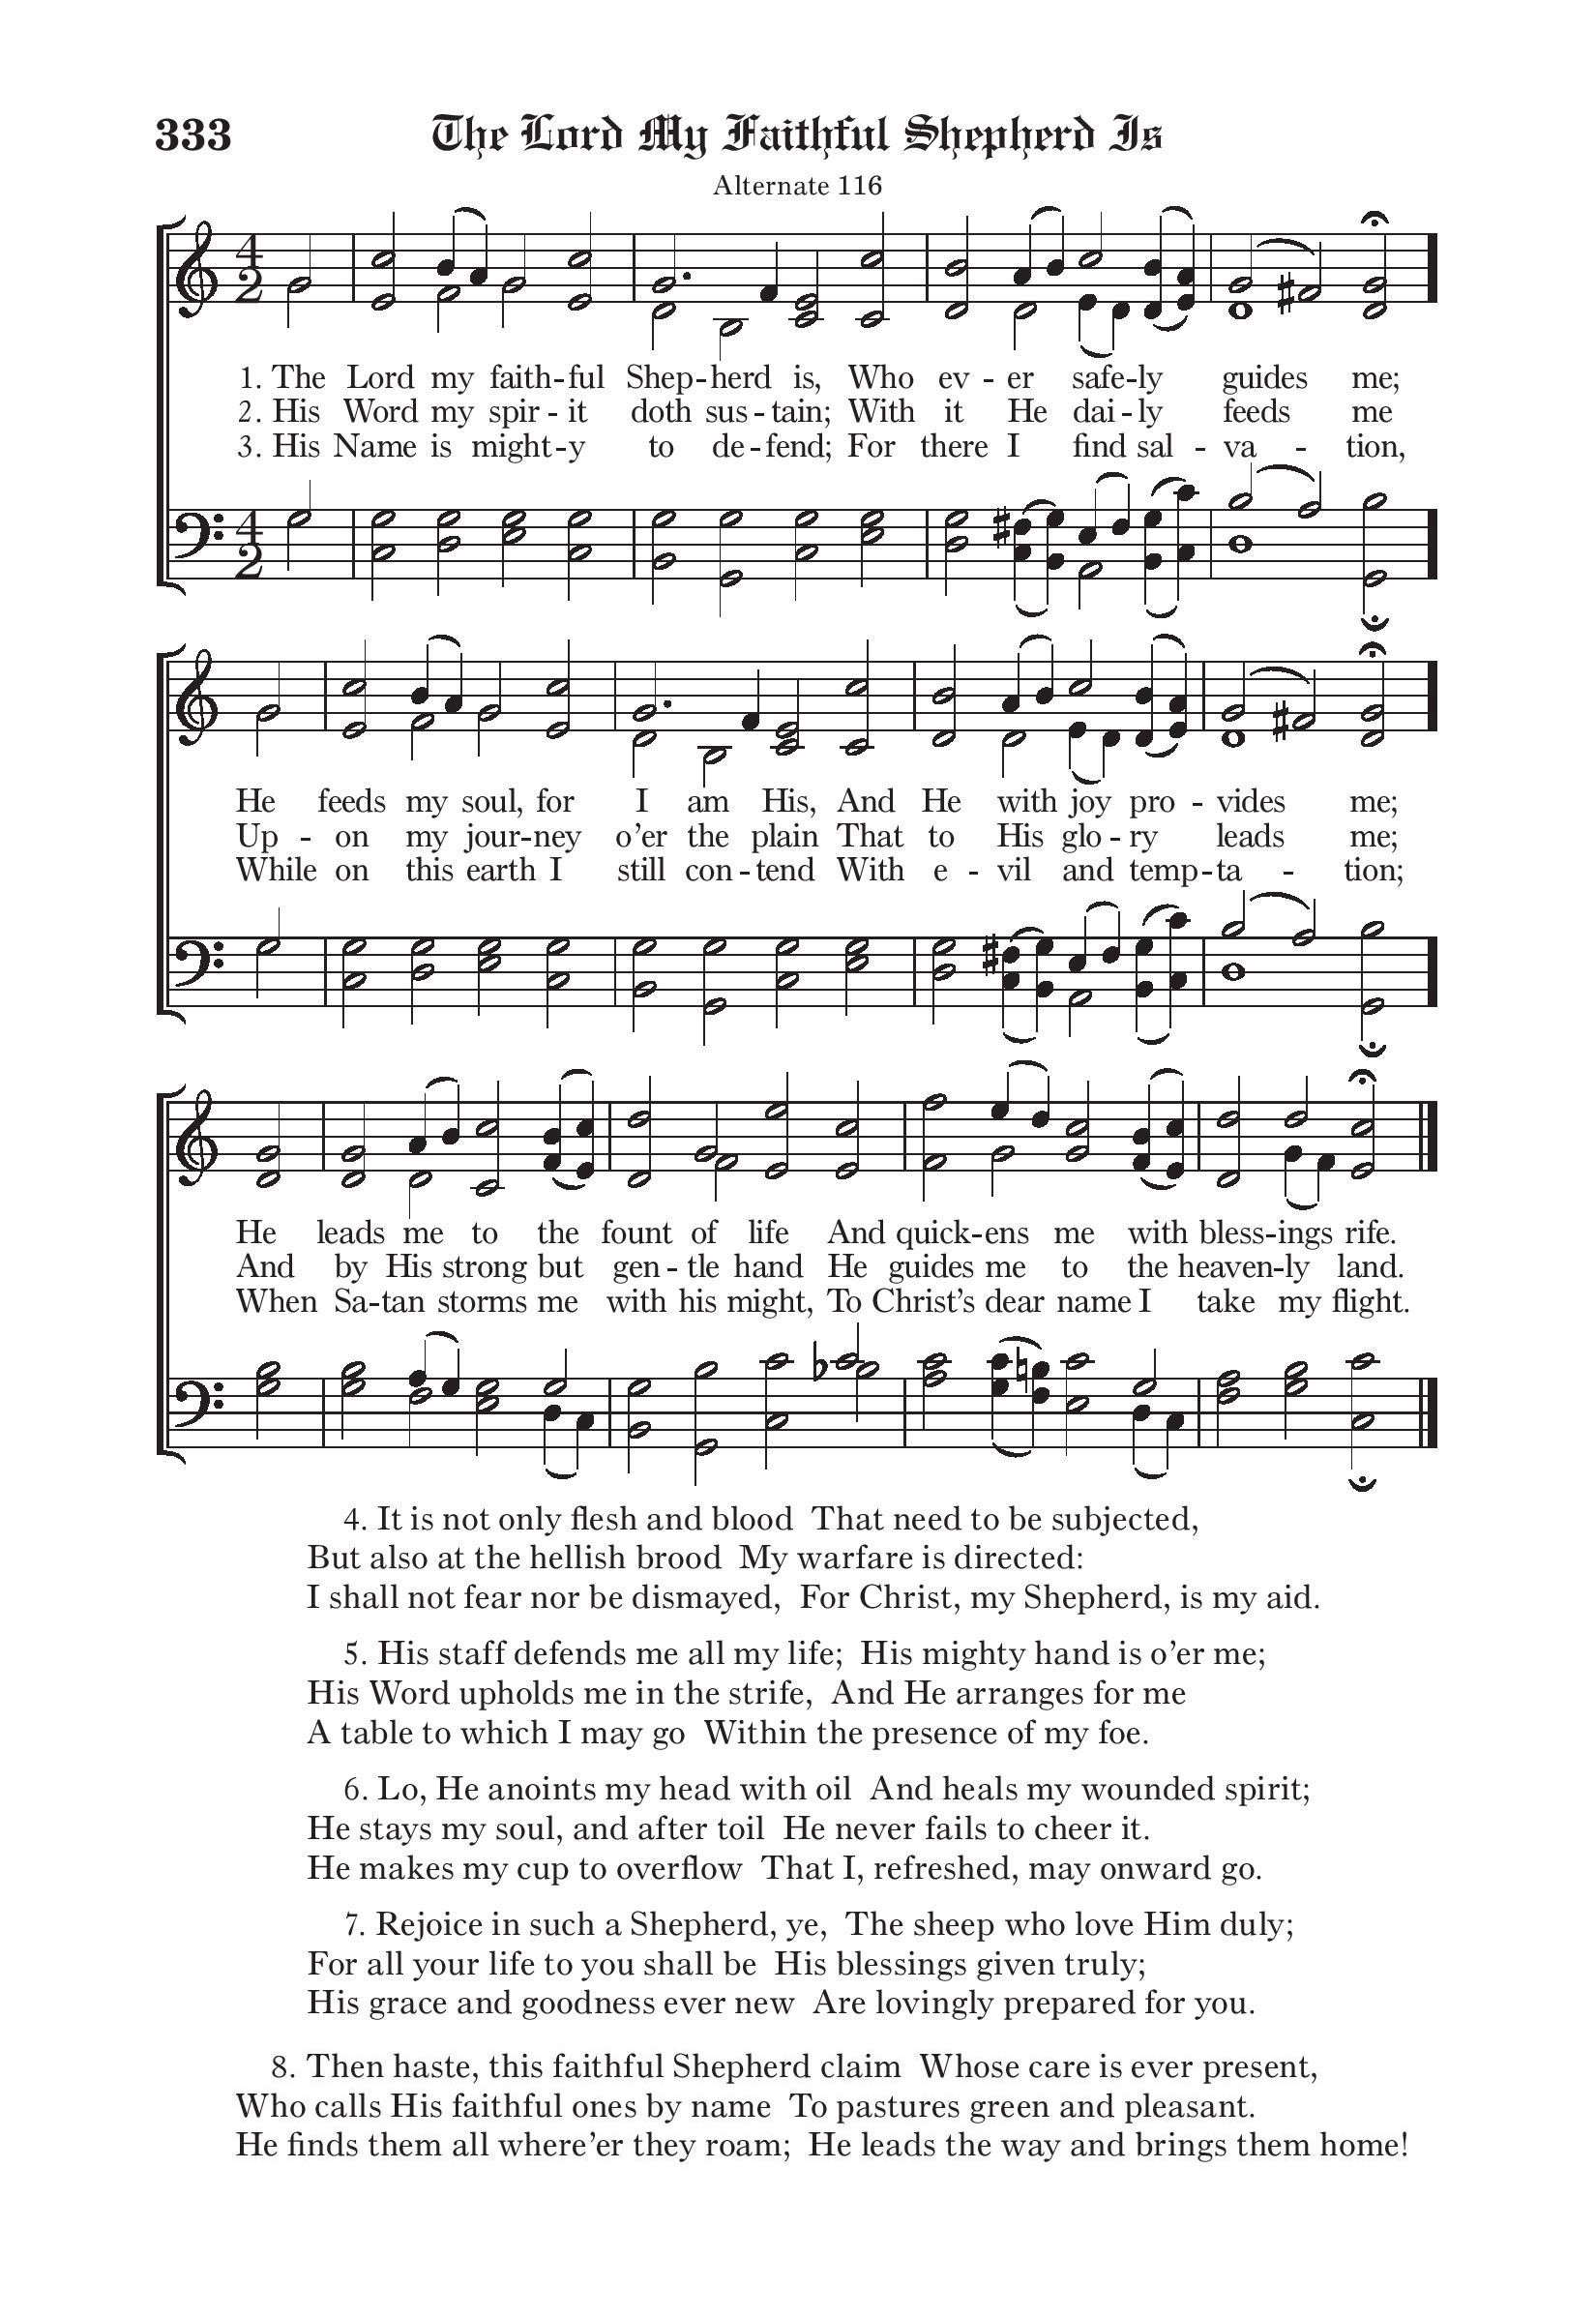 333 The Lord My Faithful Shepherd Is
Alternate 116
4 2
1. The Lord my faith - ful Shep - herd is, Who ev - er safe - ly guides me;
2. His Word my spir - it doth sus - tain; With it He dai - ly feeds me
3. His Name is might - y to de - fend; For there I find sal - va - tion,
4 2
He feeds my soul, for I am His, And He with joy pro - vides me;
Up - on my jour - ney o’er the plain That to His glo - ry leads me;
While on this earth I still con - tend With e - vil and temp - ta - tion;
He leads me to the fount of life And quick - ens me with bless - ings rife.
And by His strong but gen - tle hand He guides me to the heaven - ly land.
When Sa - tan storms me with his might, To Christ’s dear name I take my flight.
4. It is not only flesh and blood That need to be subjected,
But also at the hellish brood My warfare is directed:
I shall not fear nor be dismayed, For Christ, my Shepherd, is my aid.
5. His staff defends me all my life; His mighty hand is o’er me;
His Word upholds me in the strife, And He arranges for me
A table to which I may go Within the presence of my foe.
6. Lo, He anoints my head with oil And heals my wounded spirit;
He stays my soul, and after toil He never fails to cheer it.
He makes my cup to overflow That I, refreshed, may onward go.
7. Rejoice in such a Shepherd, ye, The sheep who love Him duly;
For all your life to you shall be His blessings given truly;
His grace and goodness ever new Are lovingly prepared for you.
8. Then haste, this faithful Shepherd claim Whose care is ever present,
Who calls His faithful ones by name To pastures green and pleasant.
He finds them all where’er they roam; He leads the way and brings them home!